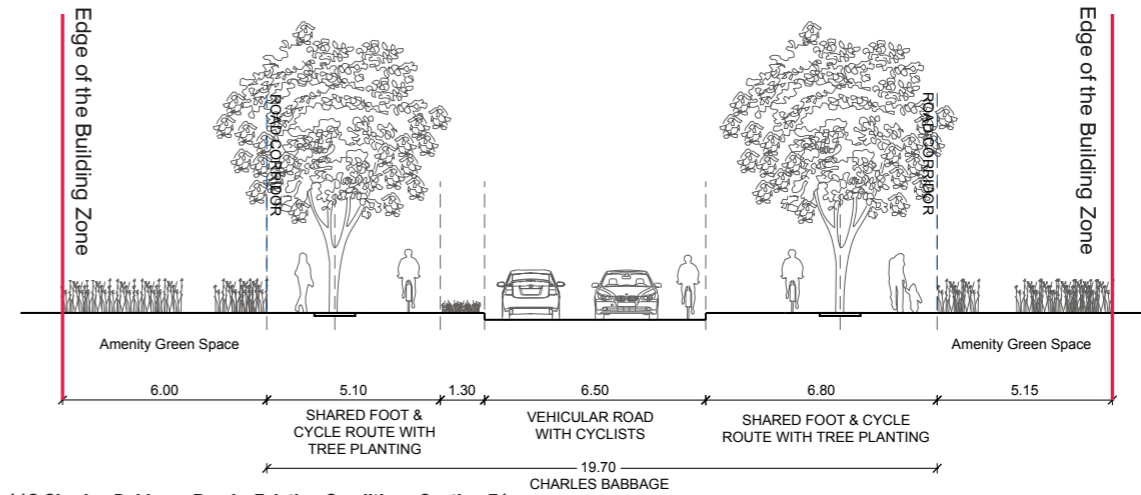 Edge of the Building Zone
ROAD CORRIDOR
ROAD CORRIDOR
Edge of the Building Zone
Amenity Green Space
Amenity Green Space
6.00
5.10
1.30
6.50
6.80
5.15
SHARED FOOT &
CYCLE ROUTE WITH
TREE PLANTING
VEHICULAR ROAD
WITH CYCLISTS
SHARED FOOT & CYCLE
ROUTE WITH TREE PLANTING
19.70
CHARLES BABBAGE